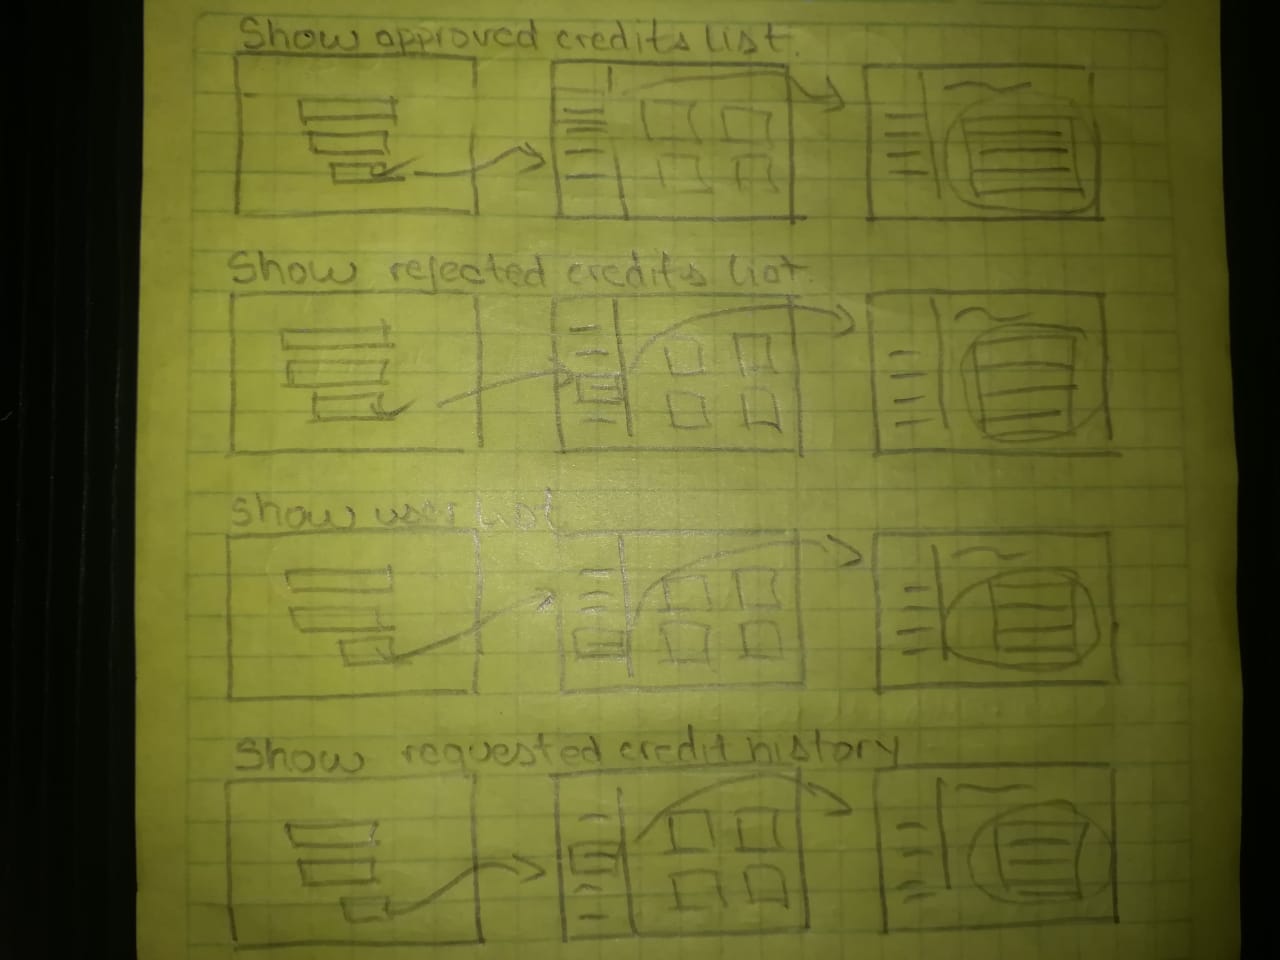 Show approved credits list.
Show rejected credits list.
Show user list
Show requested credit history